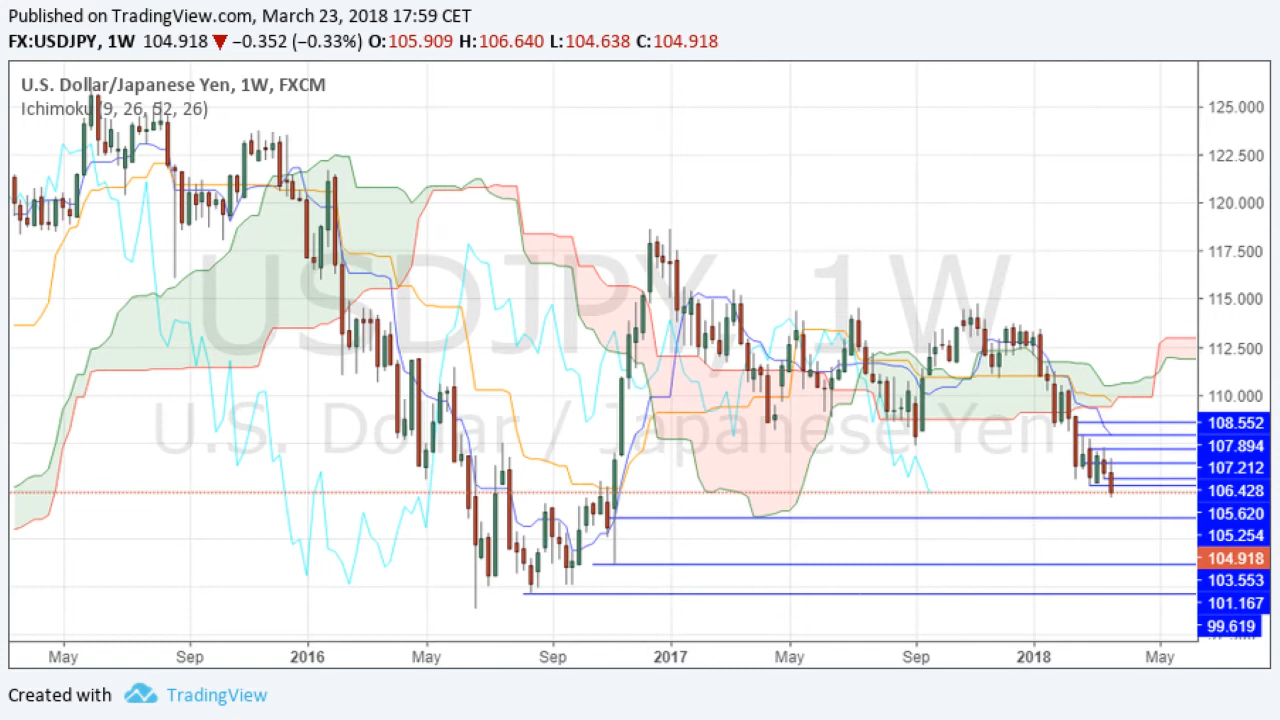 Published on TradingView.com, March 23, 2018 17:59 CET
FX:USDJPY, 1W 104.918 ▼ −0.352 (−0.33%) O:105.909 H:106.640 L:104.638 C:104.918
U.S. Dollar/Japanese Yen, 1W, FXCM
Ichimoku (9, 26, 52, 26)
USDJPY, 1W
U.S. Dollar / Japanese Yen
125.000
122.500
120.000
117.500
115.000
112.500
110.000
108.552
107.894
107.212
106.428
105.620
105.254
104.918
103.553
101.167
99.619
May Sep 2016 May Sep 2017 May Sep 2018 May
Created with TradingView